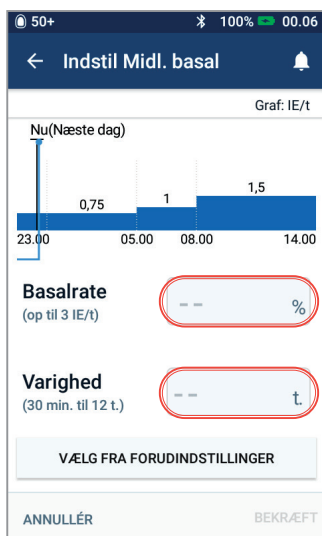 50+ 100% 00.06
Indstil Midl. basal
Graf: IE/t
Nu(Næste dag)
0,75 1 1,5
23.00 05.00 08.00 14.00
Basalrate
(op til 3 IE/t)
-- %
Varighed
(30 min. til 12 t.)
-- t.
VÆLG FRA FORUDINDSTILLINGER
ANNULLÉR BEKRÆFT